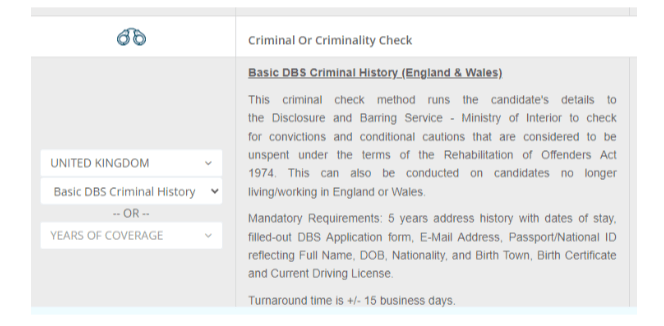 Criminal Or Criminality Check
Basic DBS Criminal History (England & Wales)
This criminal check method runs the candidate's details to
the Disclosure and Barring Service - Ministry of Interior to check
for convictions and conditional cautions that are considered to be
unspent under the terms of the Rehabilitation of Offenders Act
1974. This can also be conducted on candidates no longer
living/working in England or Wales.
UNITED KINGDOM
Basic DBS Criminal History
-- OR --
YEARS OF COVERAGE
Mandatory Requirements: 5 years address history with dates of stay,
filled-out DBS Application form, E-Mail Address, Passport/National ID
reflecting Full Name, DOB, Nationality, and Birth Town, Birth Certificate
and Current Driving License.
Turnaround time is +/- 15 business days.